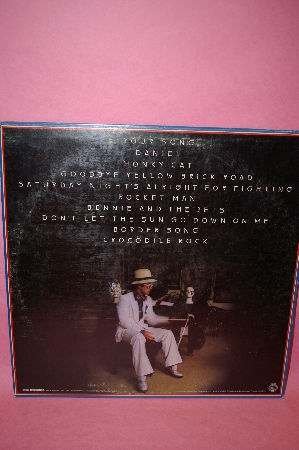 YOUR SONG
DANIEL
HONKY CAT
GOODBYE YELLOW BRICK ROAD
SATURDAY NIGHT'S ALRIGHT FOR FIGHTING
ROCKET MAN
BENNIE AND THE JETS
DON'T LET THE SUN GO DOWN ON ME
BORDER SONG
CROCODILE ROCK